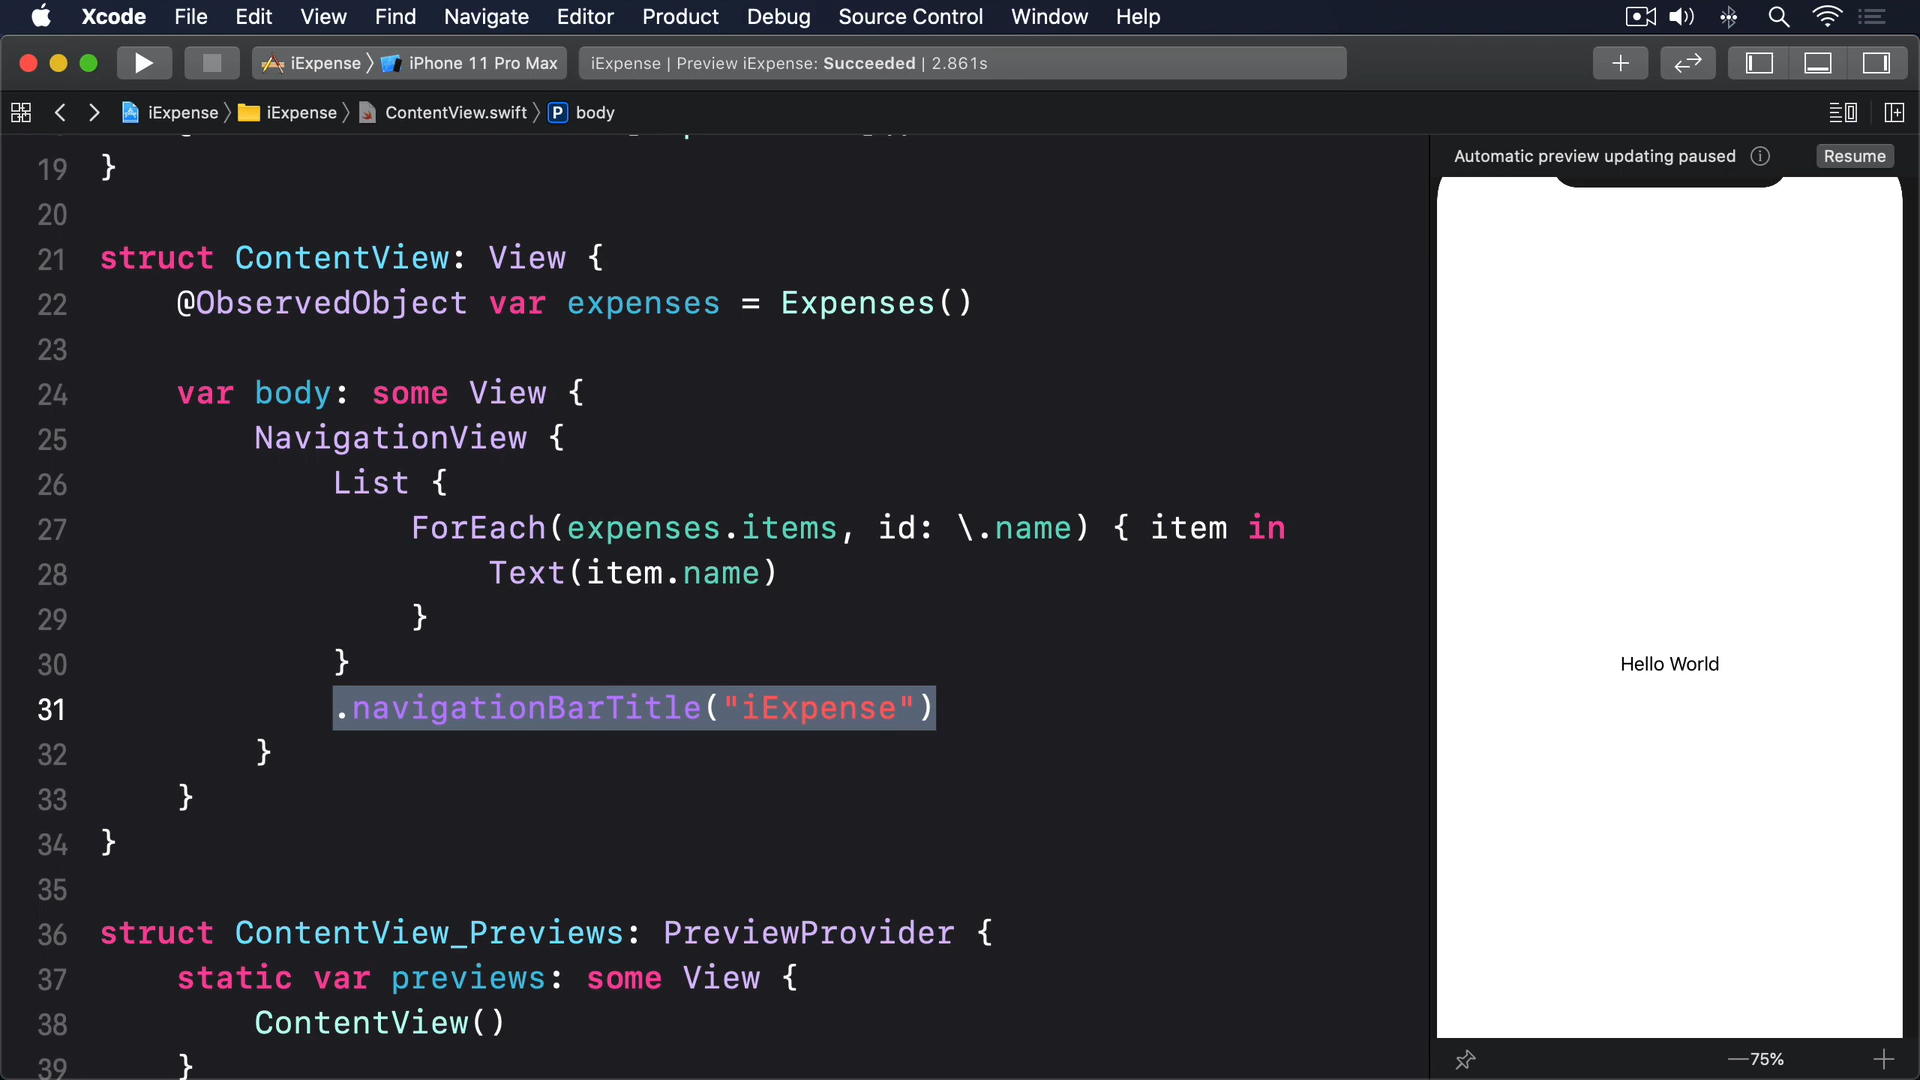 Xcode File Edit View Find Navigate Editor Product Debug Source Control Window Help
iExpense 〉 iPhone 11 Pro Max
iExpense | Preview iExpense: Succeeded | 2.861s
iExpense 〉 iExpense 〉 ContentView.swift 〉 P body
19 }
20
21 struct ContentView: View {
22 @ObservedObject var expenses = Expenses()
23
24 var body: some View {
25 NavigationView {
26 List {
27 ForEach(expenses.items, id: \.name) { item in
28 Text(item.name)
29 }
30 }
31 .navigationBarTitle("iExpense")
32 }
33 }
34 }
35
36 struct ContentView_Previews: PreviewProvider {
37 static var previews: some View {
38 ContentView()
39 }
Automatic preview updating paused Resume
Hello World
75%